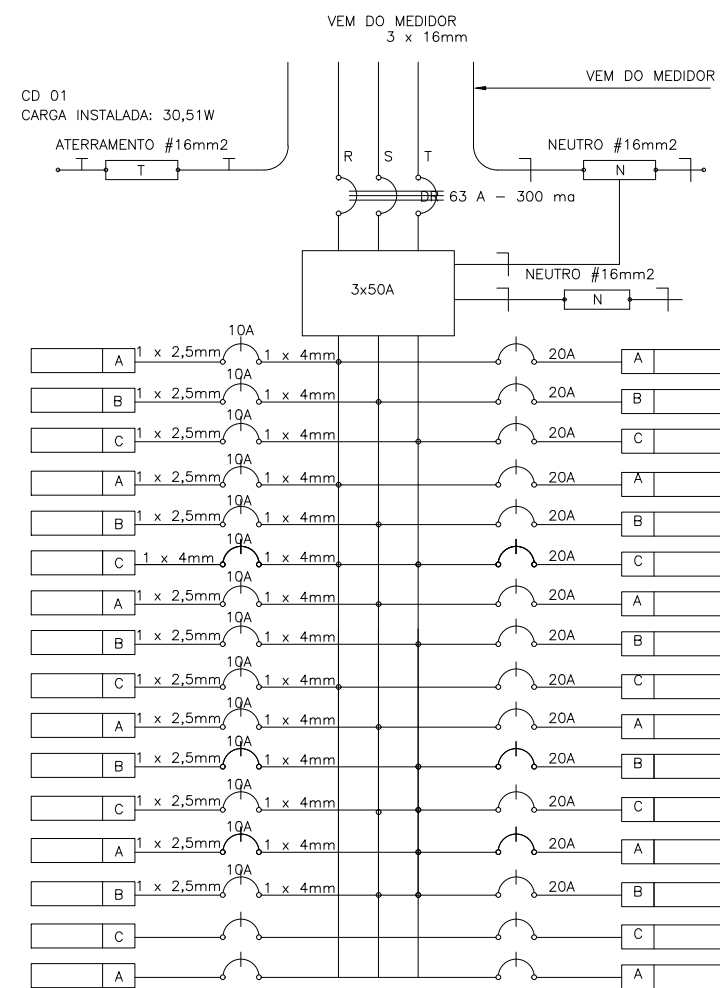 VEM DO MEDIDOR
3 x 16mm
VEM DO MEDIDOR
CD 01
CARGA INSTALADA: 30,51W
ATERRAMENTO #16mm2
NEUTRO #16mm2
R S T
T
N
DR 63 A - 300 ma
NEUTRO #16mm2
3x50A
N
10A
A 1 x 2,5mm 1 x 4mm 20A A
10A
B 1 x 2,5mm 1 x 4mm 20A B
10A
C 1 x 2,5mm 1 x 4mm 20A C
10A
A 1 x 2,5mm 1 x 4mm 20A A
10A
B 1 x 2,5mm 1 x 4mm 20A B
10A
C 1 x 4mm 1 x 4mm 20A C
10A
A 1 x 2,5mm 1 x 4mm 20A A
10A
B 1 x 2,5mm 1 x 4mm 20A B
10A
C 1 x 2,5mm 1 x 4mm 20A C
10A
A 1 x 2,5mm 1 x 4mm 20A A
10A
B 1 x 2,5mm 1 x 4mm 20A B
10A
C 1 x 2,5mm 1 x 4mm 20A C
10A
A 1 x 2,5mm 1 x 4mm 20A A
10A
B 1 x 2,5mm 1 x 4mm 20A B
C C
A A